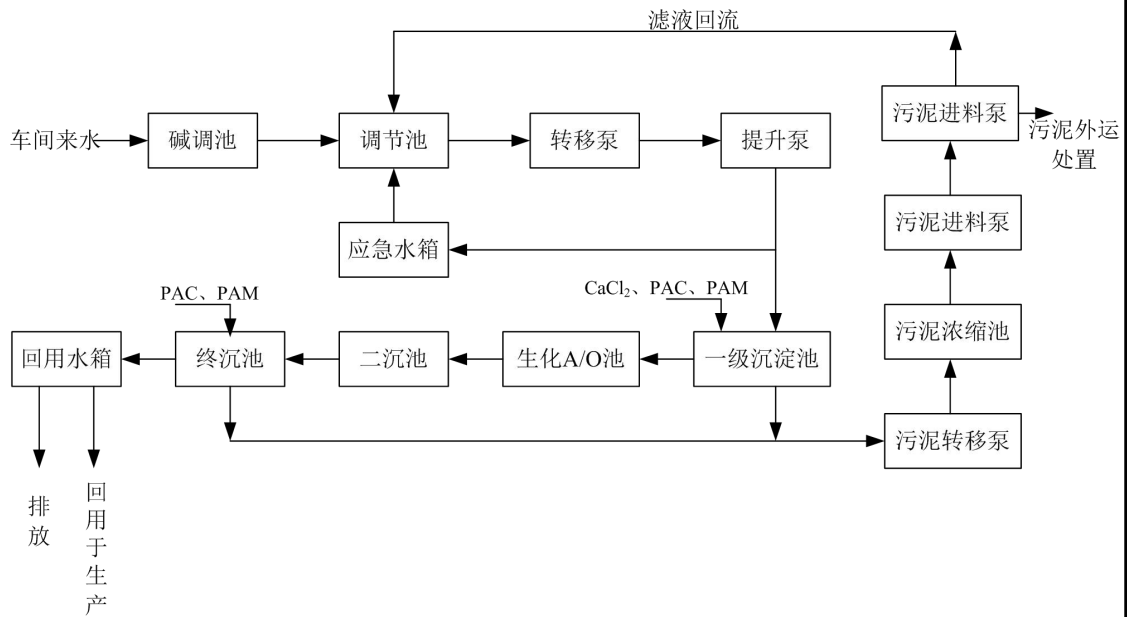 滤液回流
车间来水
碱调池
调节池
转移泵
提升泵
污泥进料泵
污泥外运
处置
应急水箱
污泥进料泵
PAC、PAM
CaCl₂、PAC、PAM
污泥浓缩池
回用水箱
终沉池
二沉池
生化A/O池
一级沉淀池
污泥转移泵
排放
回用于生产